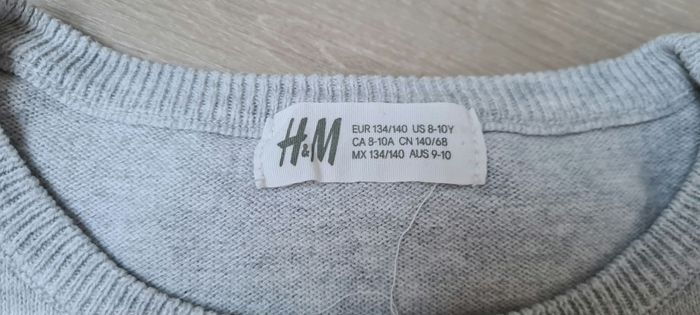 H&M
EUR 134/140 US 8-10Y
CA 8-10A CN 140/68
MX 134/140 AUS 9-10